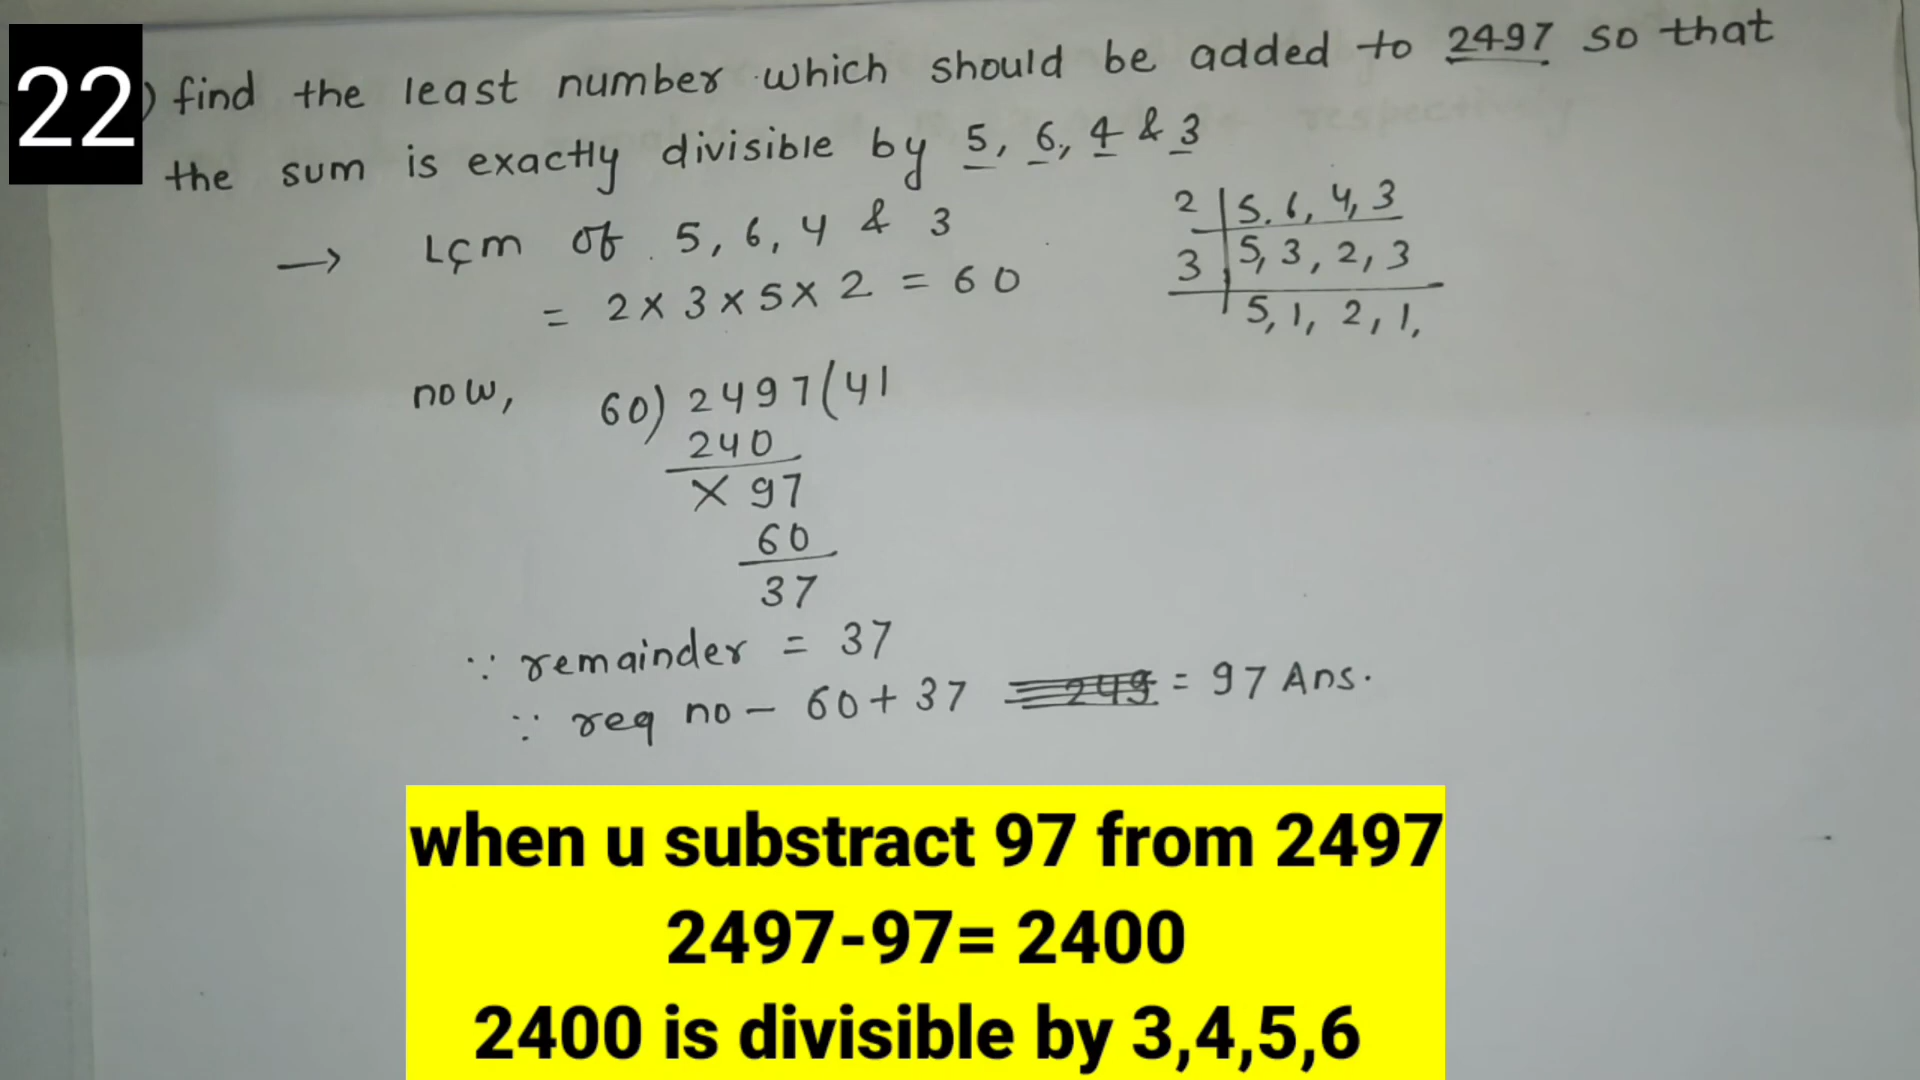 22) find the least number which should be added to 2497 so that
the sum is exactly divisible by 5, 6, 4 & 3
→ LCM of 5, 6, 4 & 3
= 2 x 3 x 5 x 2 = 60
2 | 5, 6, 4, 3
3 | 5, 3, 2, 3
5, 1, 2, 1,
now, 60) 2497 (41
240
x 97
60
37
∵ remainder = 37
∵ req no - 60 + 37 = 97 Ans.
when u substract 97 from 2497
2497-97= 2400
2400 is divisible by 3,4,5,6